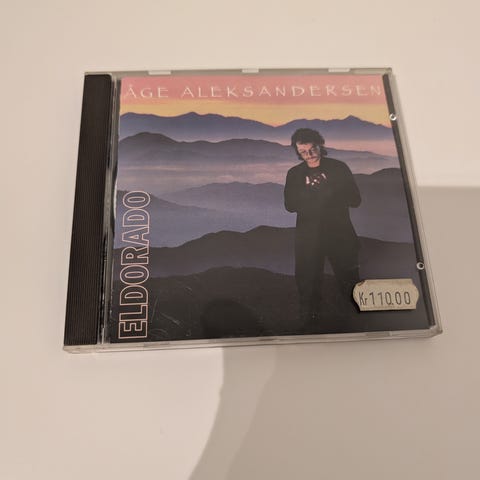 ÅGE ALEKSANDERSEN
ELDORADO
Kr 110.00